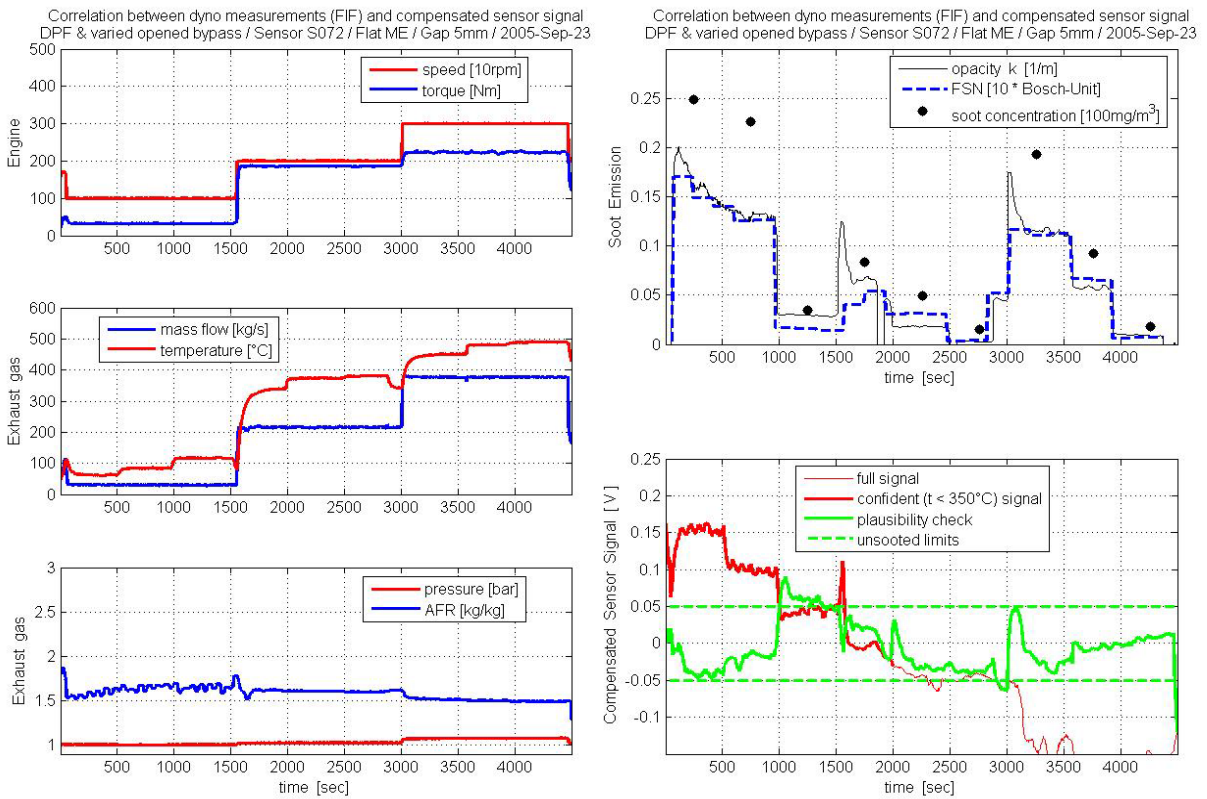 Correlation between dyno measurements (FIF) and compensated sensor signal
DPF & varied opened bypass / Sensor S072 / Flat ME / Gap 5mm / 2005-Sep-23
500
400
300
200
100
0
Engine
speed [10rpm]
torque [Nm]
500 1000 1500 2000 2500 3000 3500 4000
600
500
400
300
200
100
0
Exhaust gas
mass flow [kg/s]
temperature [°C]
500 1000 1500 2000 2500 3000 3500 4000
3
2.5
2
1.5
1
Exhaust gas
pressure [bar]
AFR [kg/kg]
500 1000 1500 2000 2500 3000 3500 4000
time [sec]
Correlation between dyno measurements (FIF) and compensated sensor signal
DPF & varied opened bypass / Sensor S072 / Flat ME / Gap 5mm / 2005-Sep-23
0.25
0.2
0.15
0.1
0.05
0
Soot Emission
opacity k [1/m]
FSN [10 * Bosch-Unit]
soot concentration [100mg/m³]
500 1000 1500 2000 2500 3000 3500 4000
time [sec]
0.25
0.2
0.15
0.1
0.05
0
-0.05
-0.1
Compensated Sensor Signal [V]
full signal
confident (t < 350°C) signal
plausibility check
unsooted limits
500 1000 1500 2000 2500 3000 3500 4000
time [sec]